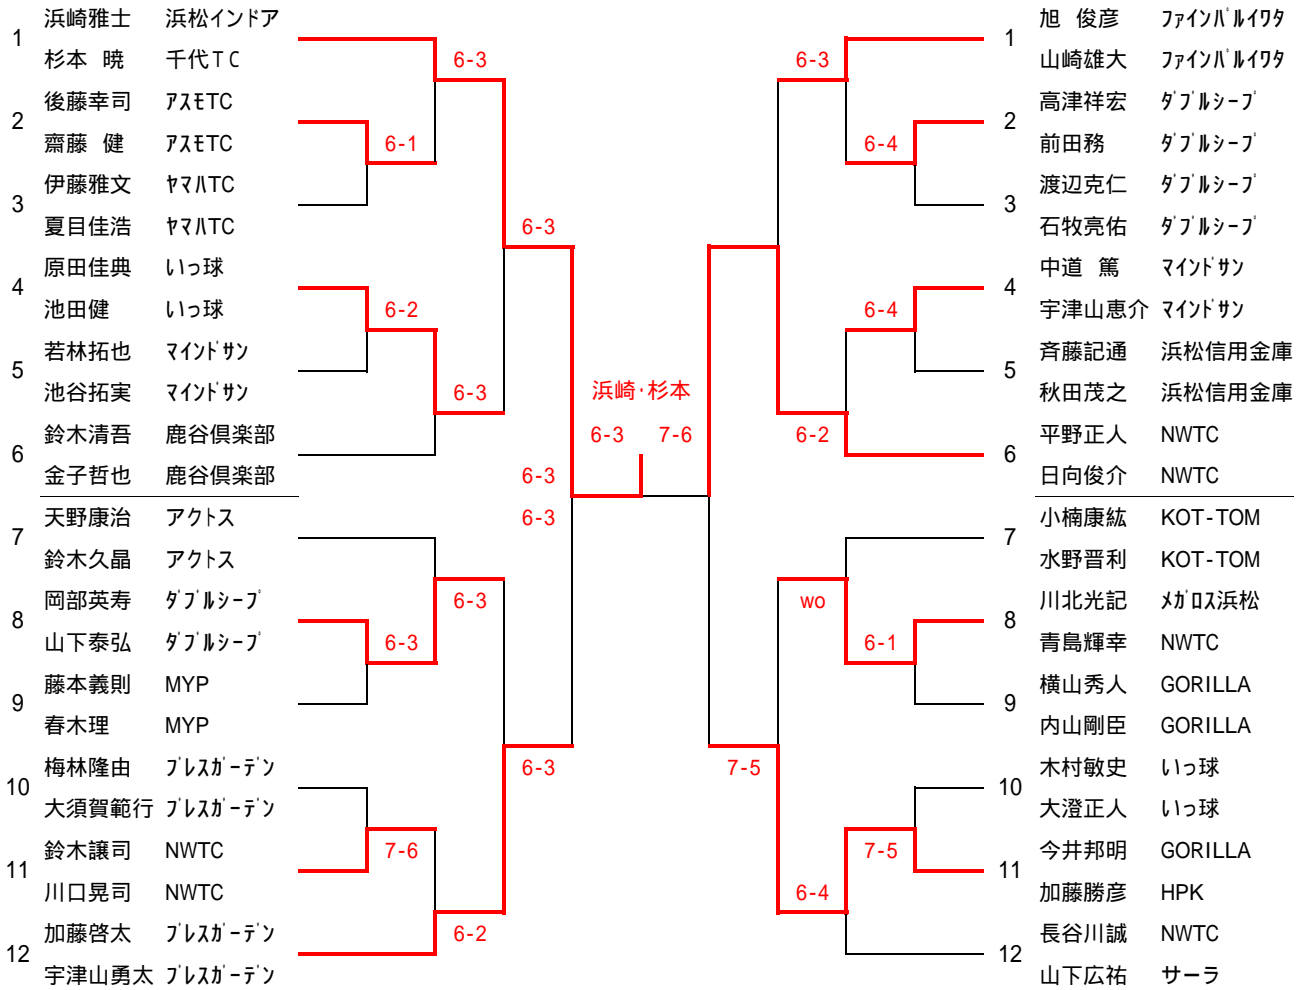 1
浜崎雅士 浜松インドア
杉本 暁 千代TC
2
後藤幸司 アスモTC
齋藤 健 アスモTC
3
伊藤雅文 ヤマハTC
夏目佳浩 ヤマハTC
4
原田佳典 いっ球
池田健 いっ球
5
若林拓也 マインドサン
池谷拓実 マインドサン
6
鈴木清吾 鹿谷倶楽部
金子哲也 鹿谷倶楽部
7
天野康治 アクトス
鈴木久晶 アクトス
8
岡部英寿 ダブルシープ
山下泰弘 ダブルシープ
9
藤本義則 MYP
春木理 MYP
10
梅林隆由 ブレスガーデン
大須賀範行 ブレスガーデン
11
鈴木譲司 NWTC
川口晃司 NWTC
12
加藤啓太 ブレスガーデン
宇津山勇太 ブレスガーデン
6-1
6-2
6-3
7-6
6-3
6-3
6-3
6-2
6-3
6-3
6-3
6-3
浜崎・杉本
6-3 7-6
7-5
6-3
6-2
wo
6-4
6-4
6-4
6-1
7-5
1
旭 俊彦 ファインバルイワタ
山崎雄大 ファインバルイワタ
2
高津祥宏 ダブルシープ
前田務 ダブルシープ
3
渡辺克仁 ダブルシープ
石牧亮佑 ダブルシープ
4
中道 篤 マインドサン
宇津山恵介 マインドサン
5
斉藤記通 浜松信用金庫
秋田茂之 浜松信用金庫
6
平野正人 NWTC
日向俊介 NWTC
7
小楠康紘 KOT-TOM
水野晋利 KOT-TOM
8
川北光記 メガロス浜松
青島輝幸 NWTC
9
横山秀人 GORILLA
内山剛臣 GORILLA
10
木村敏史 いっ球
大澄正人 いっ球
11
今井邦明 GORILLA
加藤勝彦 HPK
12
長谷川誠 NWTC
山下広祐 サーラ